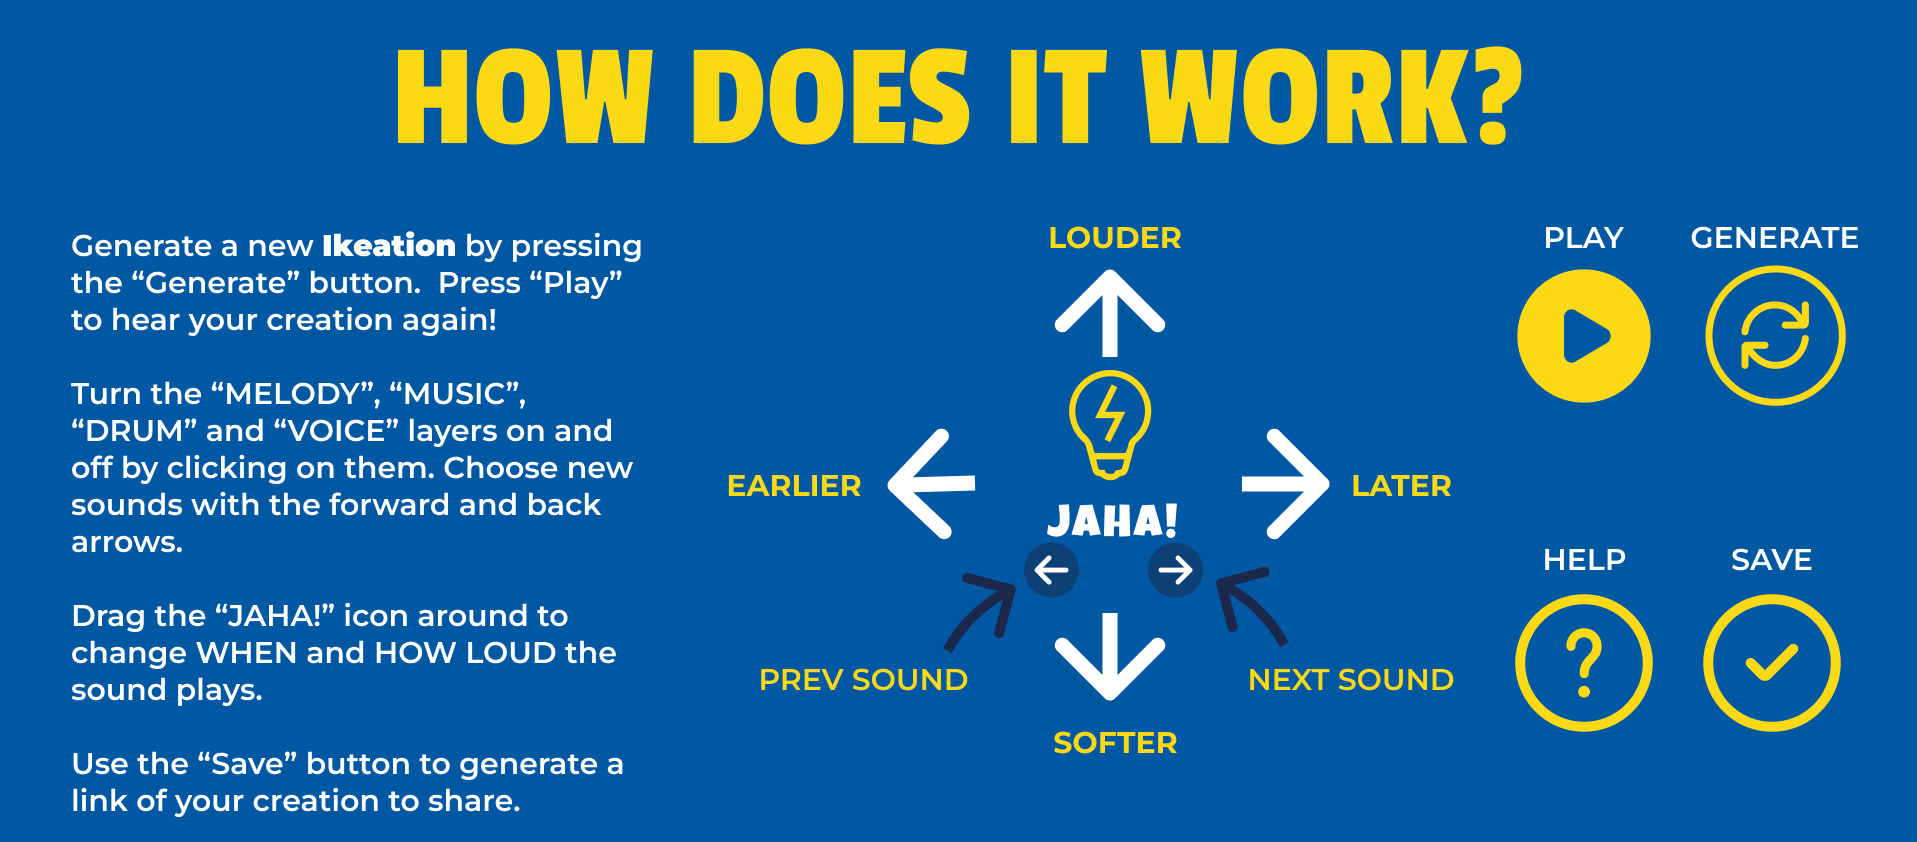 HOW DOES IT WORK?
Generate a new Ikeation by pressing
the “Generate” button.  Press “Play”
to hear your creation again!
Turn the “MELODY”, “MUSIC”,
“DRUM” and “VOICE” layers on and
off by clicking on them. Choose new
sounds with the forward and back
arrows.
Drag the “JAHA!” icon around to
change WHEN and HOW LOUD the
sound plays.
Use the “Save” button to generate a
link of your creation to share.
LOUDER
EARLIER
LATER
JAHA!
PREV SOUND
NEXT SOUND
SOFTER
PLAY
GENERATE
HELP
SAVE